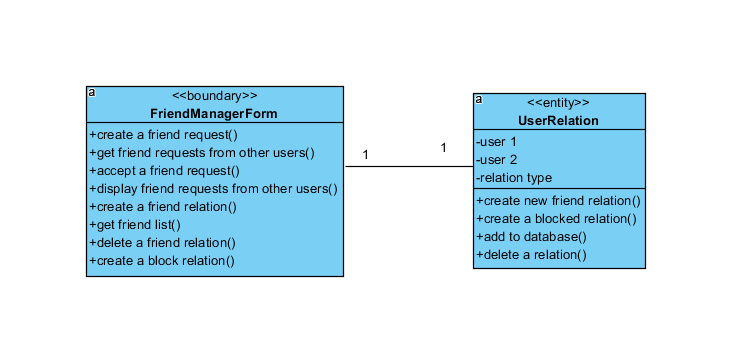 a
<<boundary>>
FriendManagerForm
+create a friend request()
+get friend requests from other users()
+accept a friend request()
+display friend requests from other users()
+create a friend relation()
+get friend list()
+delete a friend relation()
+create a block relation()
1
1
a
<<entity>>
UserRelation
-user 1
-user 2
-relation type
+create new friend relation()
+create a blocked relation()
+add to database()
+delete a relation()